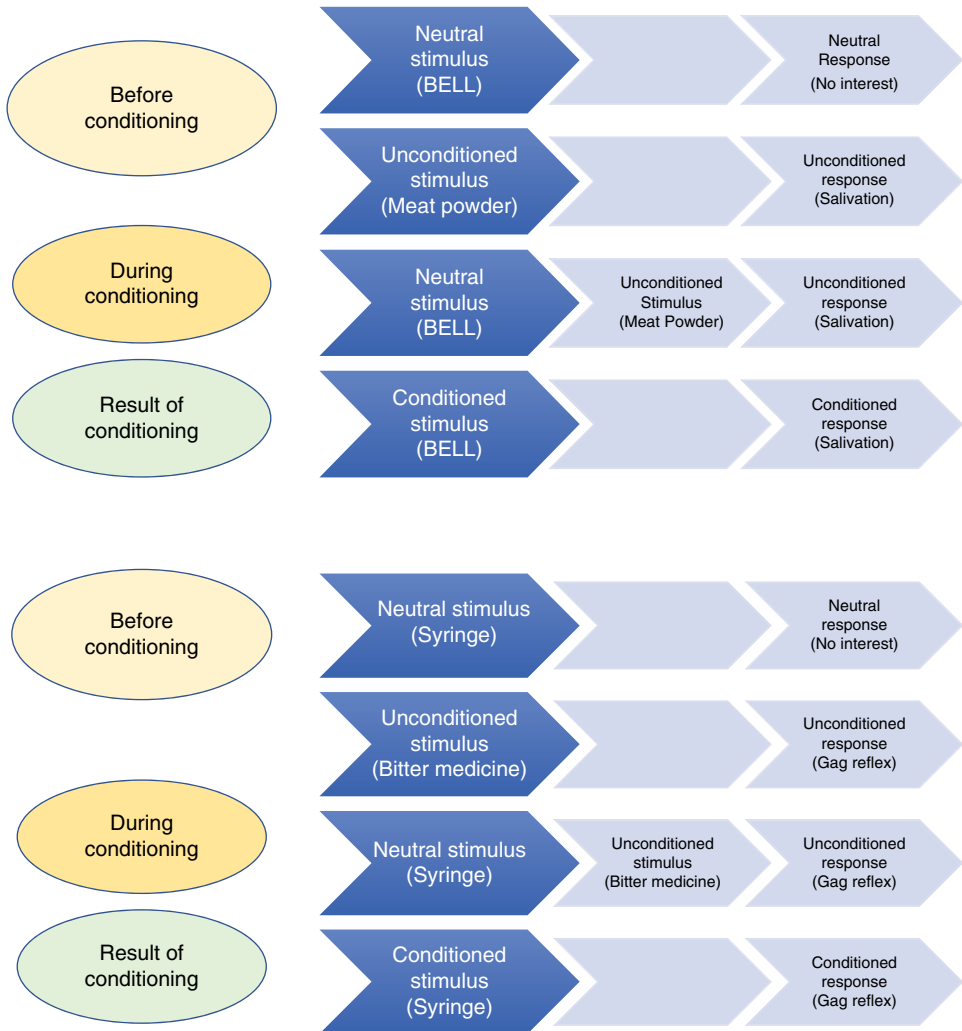 Before
conditioning
Neutral
stimulus
(BELL)
Neutral
Response
(No interest)
Unconditioned
stimulus
(Meat powder)
Unconditioned
response
(Salivation)
During
conditioning
Neutral
stimulus
(BELL)
Unconditioned
Stimulus
(Meat Powder)
Unconditioned
response
(Salivation)
Result of
conditioning
Conditioned
stimulus
(BELL)
Conditioned
response
(Salivation)
Before
conditioning
Neutral stimulus
(Syringe)
Neutral
response
(No interest)
Unconditioned
stimulus
(Bitter medicine)
Unconditioned
response
(Gag reflex)
During
conditioning
Neutral stimulus
(Syringe)
Unconditioned
stimulus
(Bitter medicine)
Unconditioned
response
(Gag reflex)
Result of
conditioning
Conditioned
stimulus
(Syringe)
Conditioned
response
(Gag reflex)